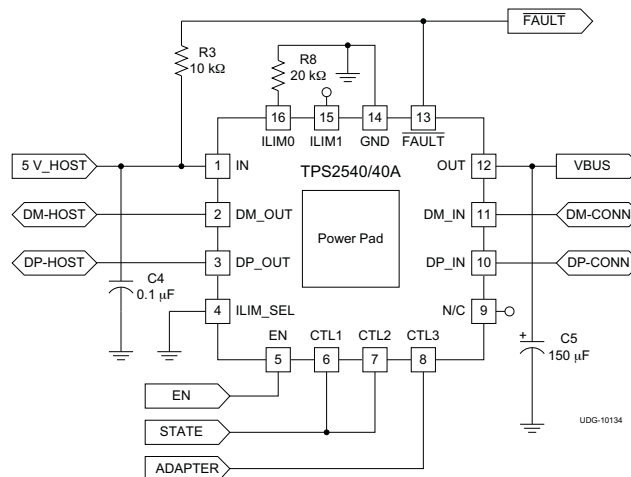 FAULT
R3
10 kΩ
R8
20 kΩ
16
15
14
13
ILIM0
ILIM1
GND
FAULT
TPS2540/40A
5 V_HOST
1
IN
OUT
12
VBUS
DM-HOST
2
DM_OUT
DM_IN
11
DM-CONN
Power Pad
DP-HOST
3
DP_OUT
DP_IN
10
DP-CONN
C4
0.1 μF
4
ILIM_SEL
N/C
9
EN
CTL1
CTL2
CTL3
5
6
7
8
+
C5
150 μF
EN
STATE
ADAPTER
UDG-10134